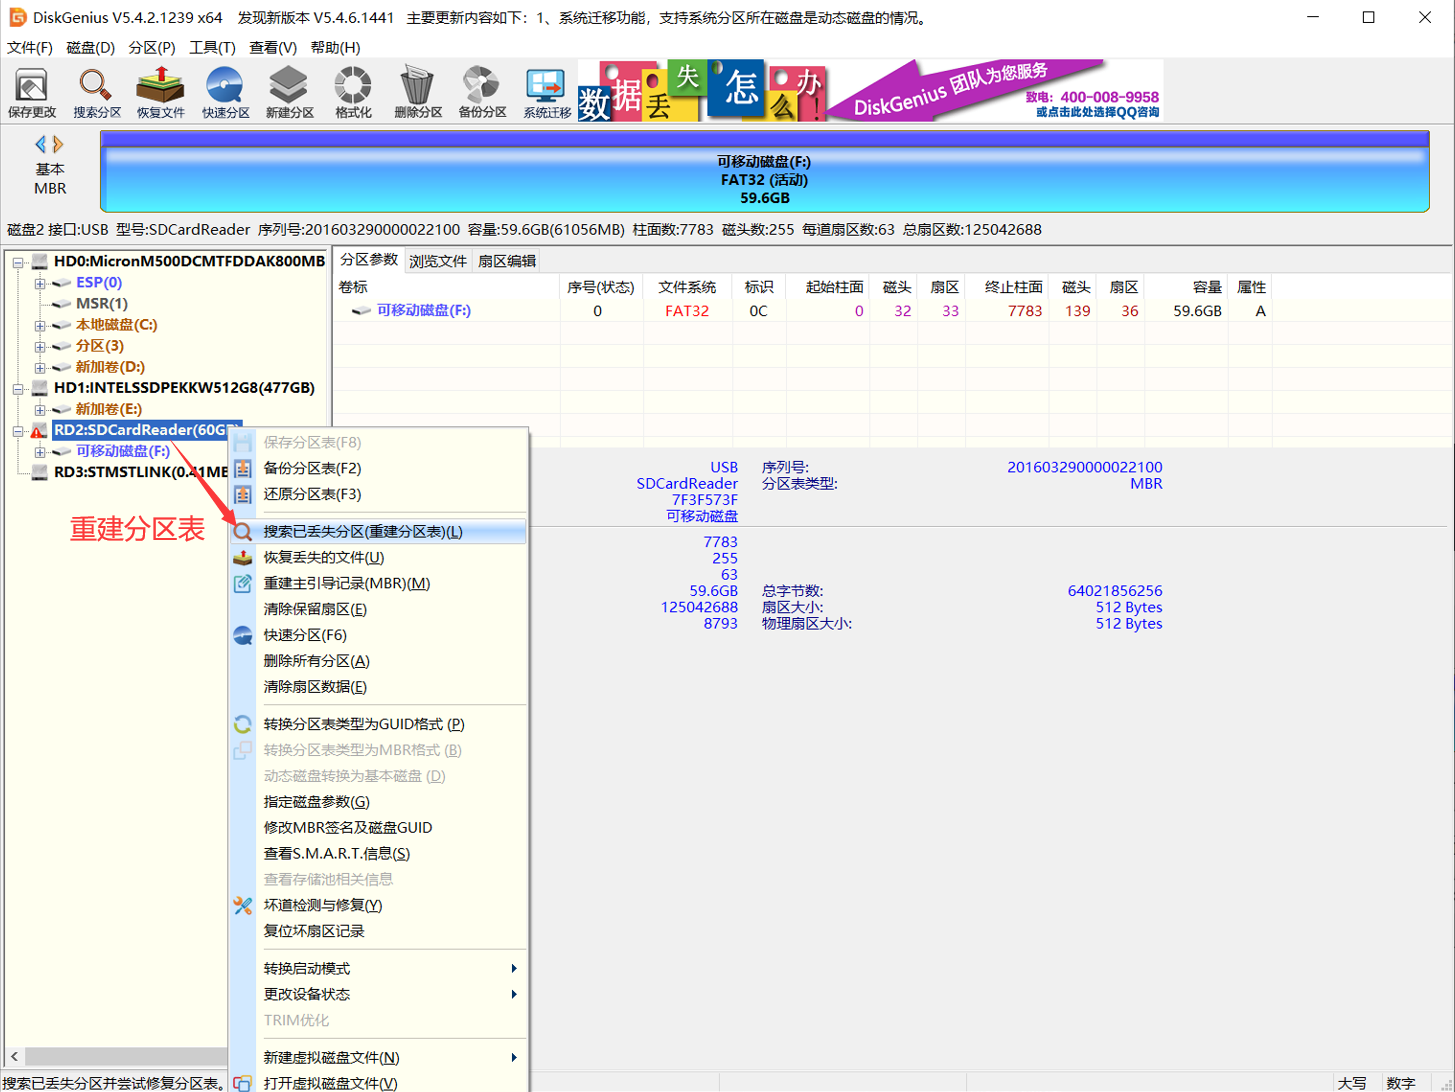 DiskGenius V5.4.2.1239 x64 发现新版本 V5.4.6.1441 主要更新内容如下：1、系统迁移功能，支持系统分区所在磁盘是动态磁盘的情况。
文件(F) 磁盘(D) 分区(P) 工具(T) 查看(V) 帮助(H)
保存更改 搜索分区 恢复文件 快速分区 新建分区 格式化 删除分区 备份分区 系统迁移
数据丢失怎么办!
DiskGenius 团队为您服务
致电：400-008-9958
或点击此处选择QQ咨询
基本
MBR
可移动磁盘(F:)
FAT32 (活动)
59.6GB
磁盘2 接口:USB 型号:SDCardReader 序列号:201603290000022100 容量:59.6GB(61056MB) 柱面数:7783 磁头数:255 每道扇区数:63 总扇区数:125042688
HD0:MicronM500DCMTFDDAK800MB
ESP(0)
MSR(1)
本地磁盘(C:)
分区(3)
新加卷(D:)
HD1:INTELSSDPEKKW512G8(477GB)
新加卷(E:)
RD2:SDCardReader(60GB)
可移动磁盘(F:)
RD3:STMSTLINK(0.41MB
重建分区表
分区参数 浏览文件 扇区编辑
卷标 序号(状态) 文件系统 标识 起始柱面 磁头 扇区 终止柱面 磁头 扇区 容量 属性
可移动磁盘(F:) 0 FAT32 0C 0 32 33 7783 139 36 59.6GB A
USB 序列号: 201603290000022100
SDCardReader 分区表类型: MBR
7F3F573F
可移动磁盘
7783
255
63
59.6GB 总字节数: 64021856256
125042688 扇区大小: 512 Bytes
8793 物理扇区大小: 512 Bytes
保存分区表(F8)
备份分区表(F2)
还原分区表(F3)
搜索已丢失分区(重建分区表)(L)
恢复丢失的文件(U)
重建主引导记录(MBR)(M)
清除保留扇区(E)
快速分区(F6)
删除所有分区(A)
清除扇区数据(E)
转换分区表类型为GUID格式 (P)
转换分区表类型为MBR格式 (B)
动态磁盘转换为基本磁盘 (D)
指定磁盘参数(G)
修改MBR签名及磁盘GUID
查看S.M.A.R.T.信息(S)
查看存储池相关信息
坏道检测与修复(Y)
复位坏扇区记录
转换启动模式
更改设备状态
TRIM优化
新建虚拟磁盘文件(N)
打开虚拟磁盘文件(V)
搜索已丢失分区并尝试修复分区表。 大写 数字